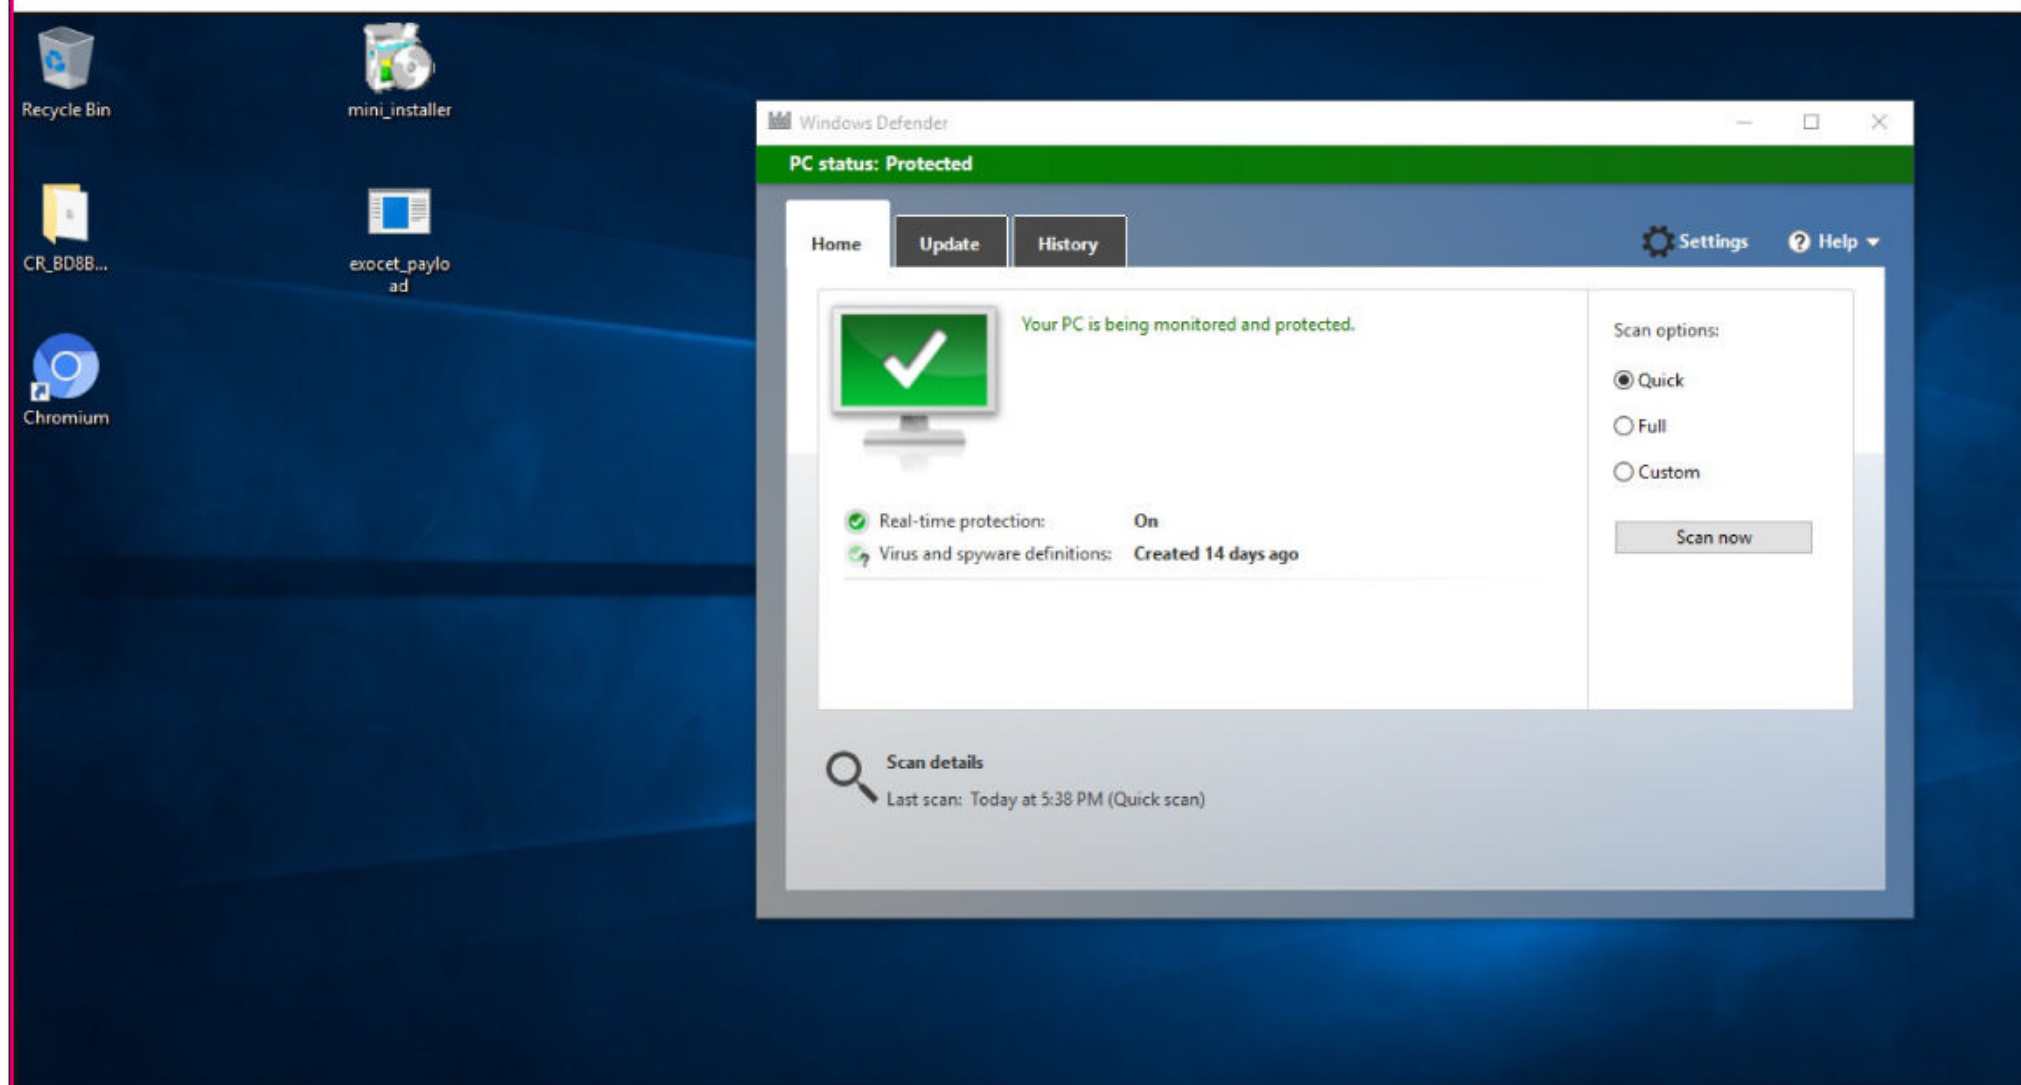 Recycle Bin
mini_installer
CR_BD8B...
exocet_paylo
ad
Chromium
Windows Defender
PC status: Protected
Home
Update
History
Settings
Help
Your PC is being monitored and protected.
Real-time protection: On
Virus and spyware definitions: Created 14 days ago
Scan options:
Quick
Full
Custom
Scan now
Scan details
Last scan: Today at 5:38 PM (Quick scan)